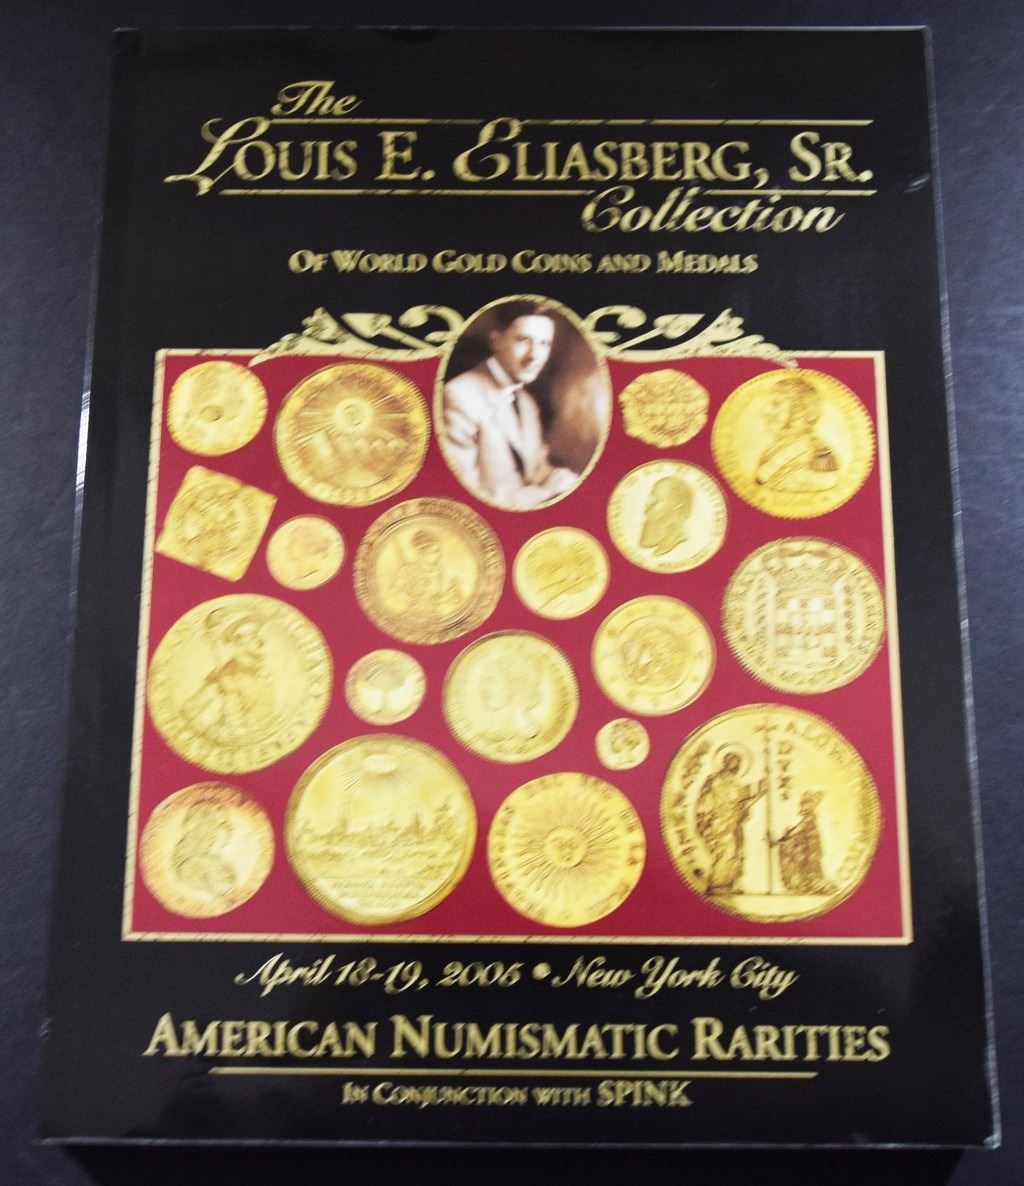 The
Louis E. Eliasberg, Sr.
Collection
Of World Gold Coins and Medals
April 18-19, 2005 • New York City
American Numismatic Rarities
In Conjunction with SPINK